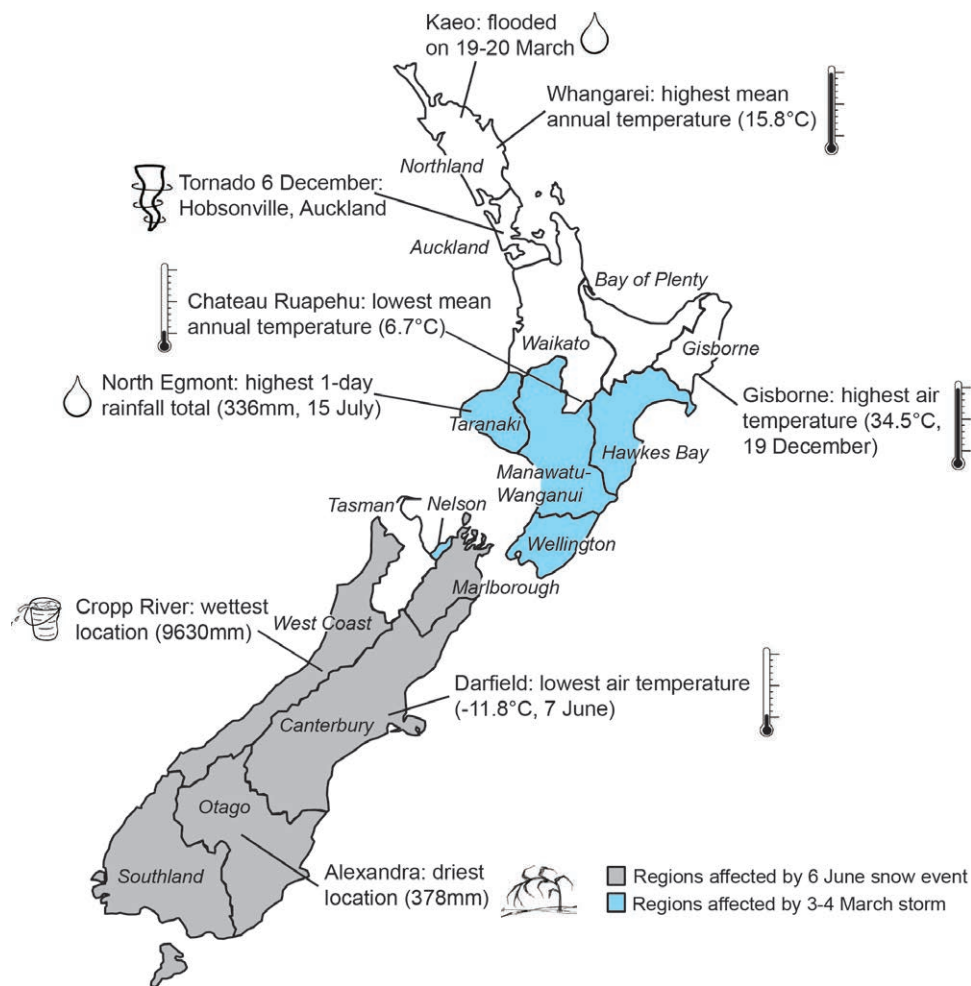 Kaeo: flooded
on 19-20 March
Whangarei: highest mean
annual temperature (15.8°C)
Northland
Tornado 6 December:
Hobsonville, Auckland
Auckland
Bay of Plenty
Chateau Ruapehu: lowest mean
annual temperature (6.7°C)
Waikato
Gisborne
North Egmont: highest 1-day
rainfall total (336mm, 15 July)
Gisborne: highest air
temperature (34.5°C,
19 December)
Taranaki
Hawkes Bay
Manawatu-
Wanganui
Tasman
Nelson
Wellington
Marlborough
Cropp River: wettest
location (9630mm)
West Coast
Darfield: lowest air temperature
(-11.8°C, 7 June)
Canterbury
Otago
Southland
Alexandra: driest
location (378mm)
Regions affected by 6 June snow event
Regions affected by 3-4 March storm